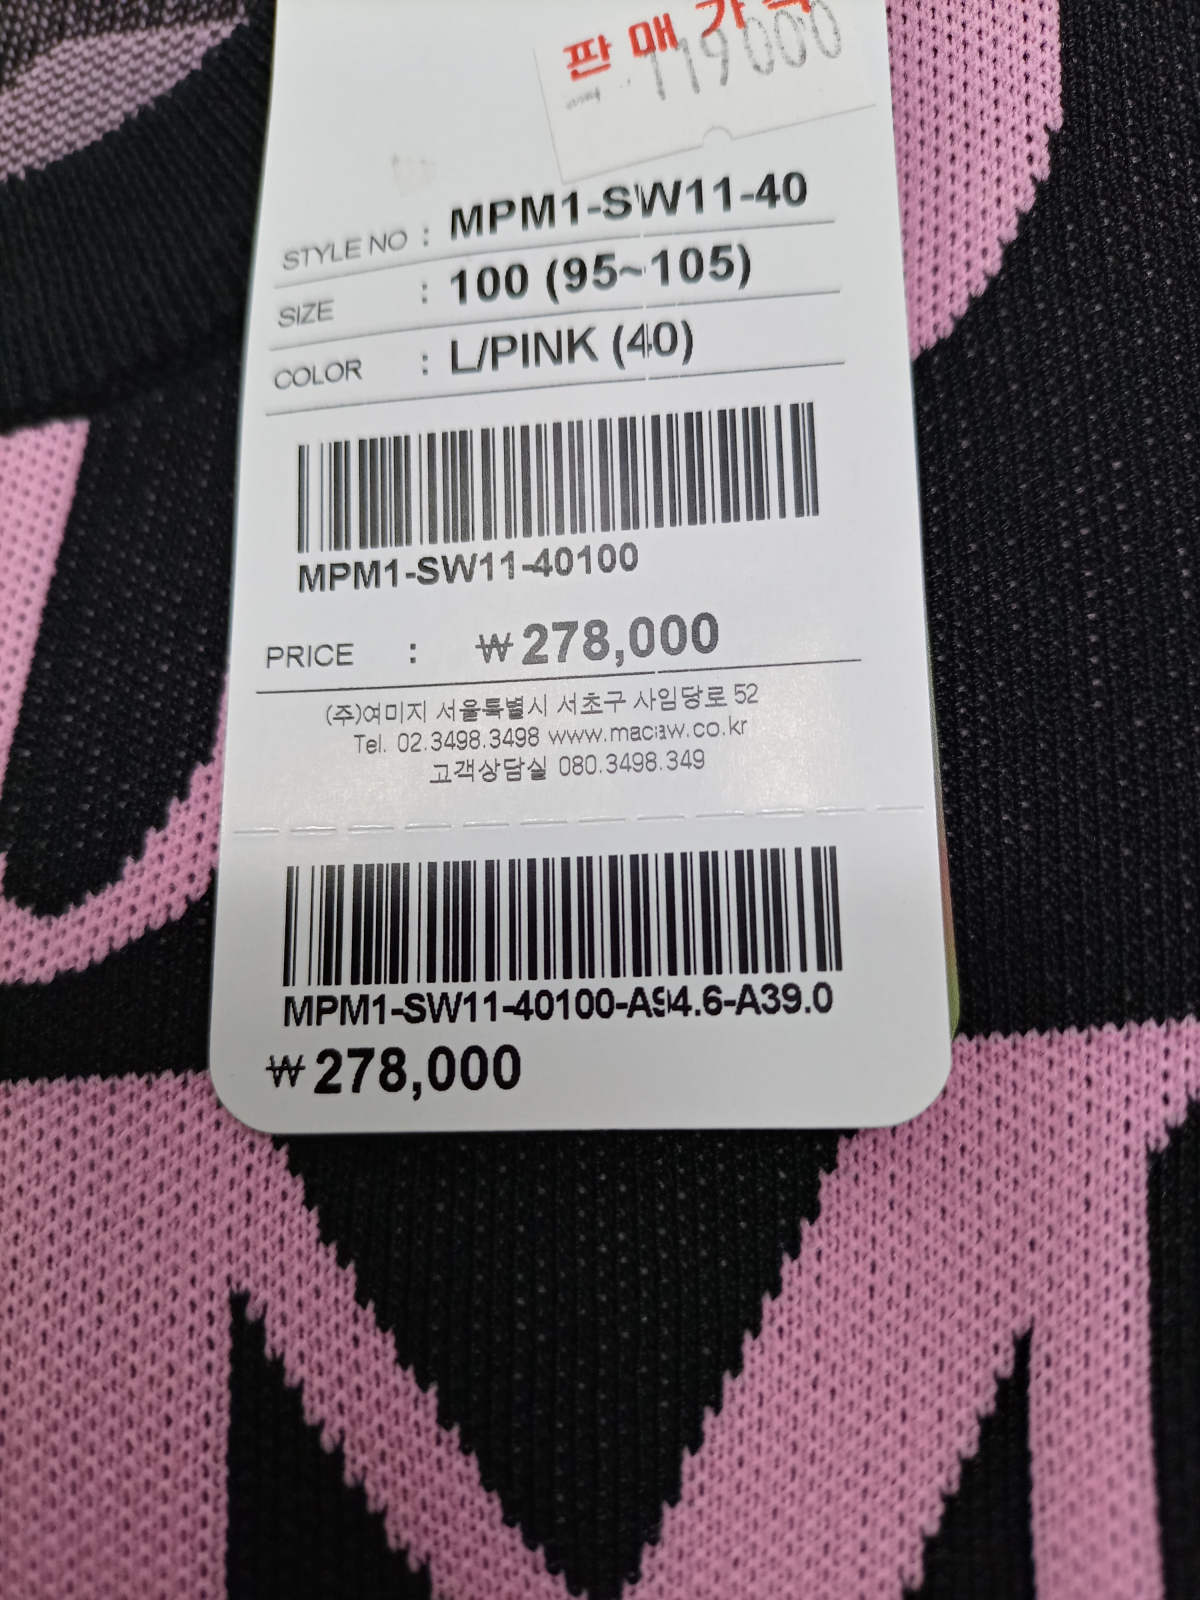 판매가격
119000
STYLE NO : MPM1-SW11-40
SIZE : 100 (95~105)
COLOR : L/PINK (40)
MPM1-SW11-40100
PRICE : ₩278,000
(주)여미지 서울특별시 서초구 사임당로 52
Tel. 02.3498.3498 www.macaw.co.kr
고객상담실 080.3498.349
MPM1-SW11-40100-A94.6-A39.0
₩278,000